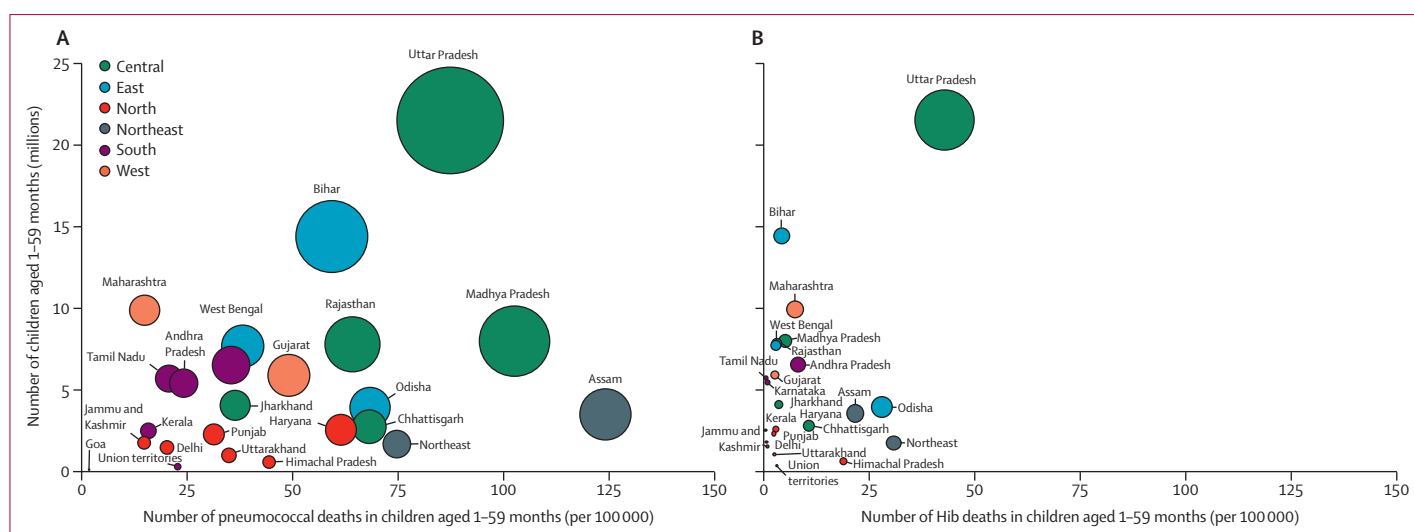 A
Uttar Pradesh
25
Central
East
North
Northeast
South
West
20
Bihar
15
Maharashtra
West Bengal
Rajasthan
Madhya Pradesh
10
Andhra
Pradesh
Tamil Nadu
Gujarat
Assam
Odisha
5
Jammu and
Kashmir
Kerala
Jharkhand
Haryana
Chhattisgarh
Punjab
Goa
Delhi
Uttarakhand
Northeast
Union territories
Himachal Pradesh
0
0
25
50
75
100
125
150
Number of children aged 1–59 months (millions)
Number of pneumococcal deaths in children aged 1–59 months (per 100 000)
B
Uttar Pradesh
Bihar
Maharashtra
West Bengal
Madhya Pradesh
Rajasthan
Tamil Nadu
Andhra Pradesh
Gujarat
Karnataka
Assam
Jharkhand
Odisha
Kerala
Haryana
Chhattisgarh
Jammu and
Kashmir
Punjab
Delhi
Northeast
Uttarakhand
Himachal Pradesh
Union
territories
0
25
50
75
100
125
150
Number of Hib deaths in children aged 1–59 months (per 100 000)